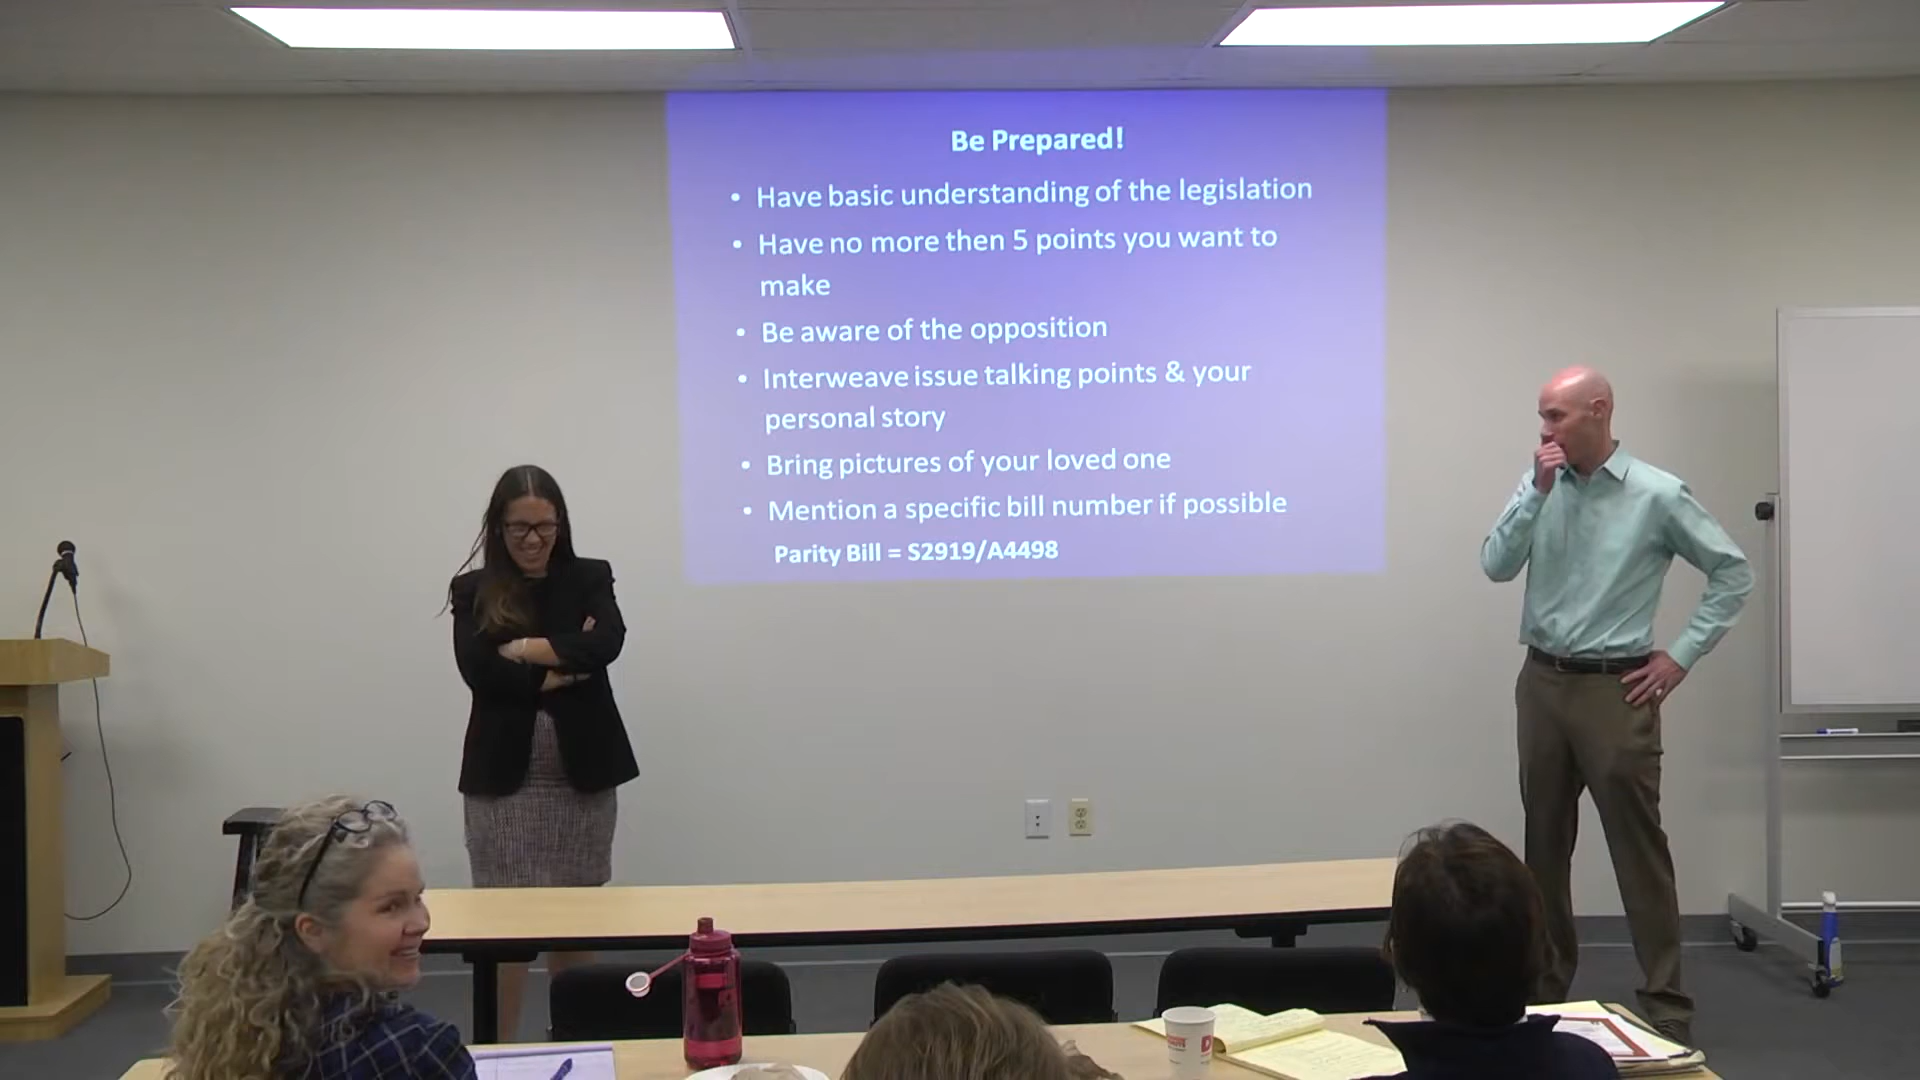 Be Prepared!
• Have basic understanding of the legislation
• Have no more then 5 points you want to
make
• Be aware of the opposition
• Interweave issue talking points & your
personal story
• Bring pictures of your loved one
• Mention a specific bill number if possible
Parity Bill = S2919/A4498